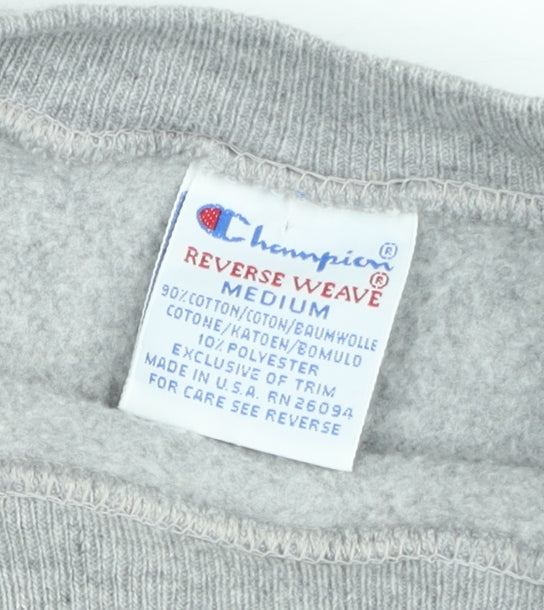 Champion®
REVERSE WEAVE®
MEDIUM
90% COTTON/COTON/BAUMWOLLE
COTONE/KATOEN/BOMULD
10% POLYESTER
EXCLUSIVE OF TRIM
MADE IN U.S.A. RN 26094
FOR CARE SEE REVERSE